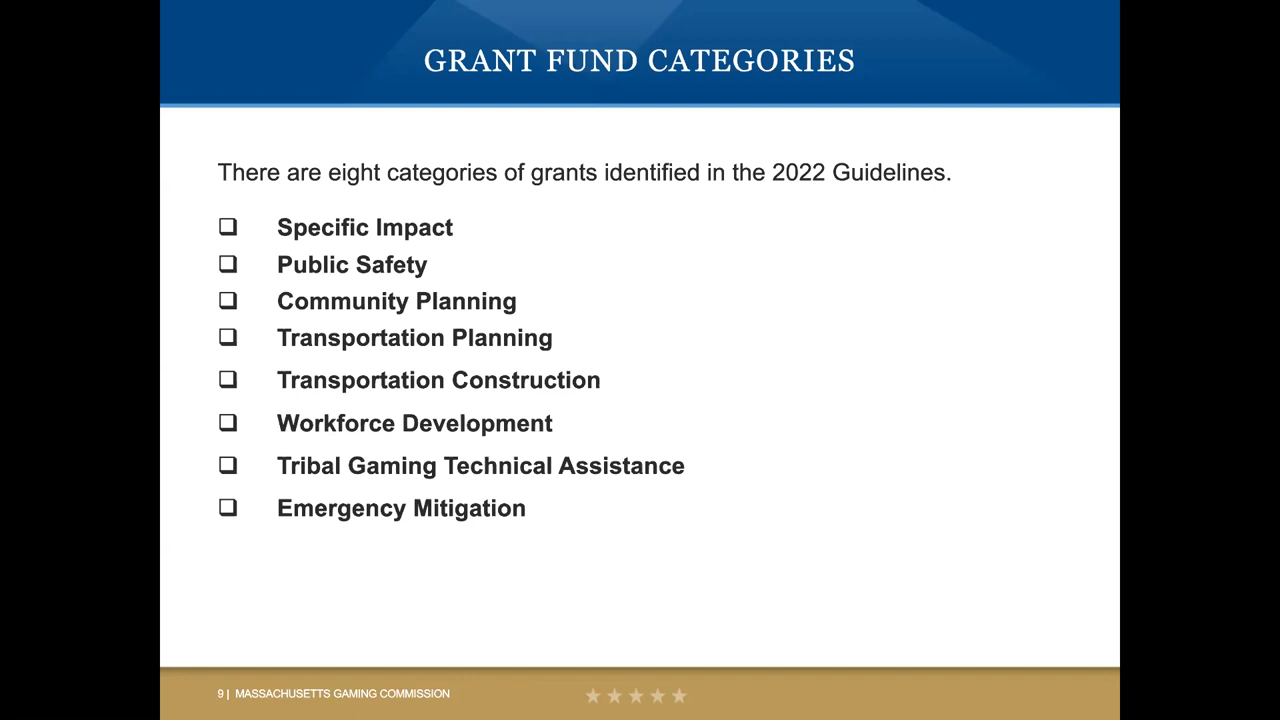 GRANT FUND CATEGORIES
There are eight categories of grants identified in the 2022 Guidelines.
Specific Impact
Public Safety
Community Planning
Transportation Planning
Transportation Construction
Workforce Development
Tribal Gaming Technical Assistance
Emergency Mitigation
9 | MASSACHUSETTS GAMING COMMISSION